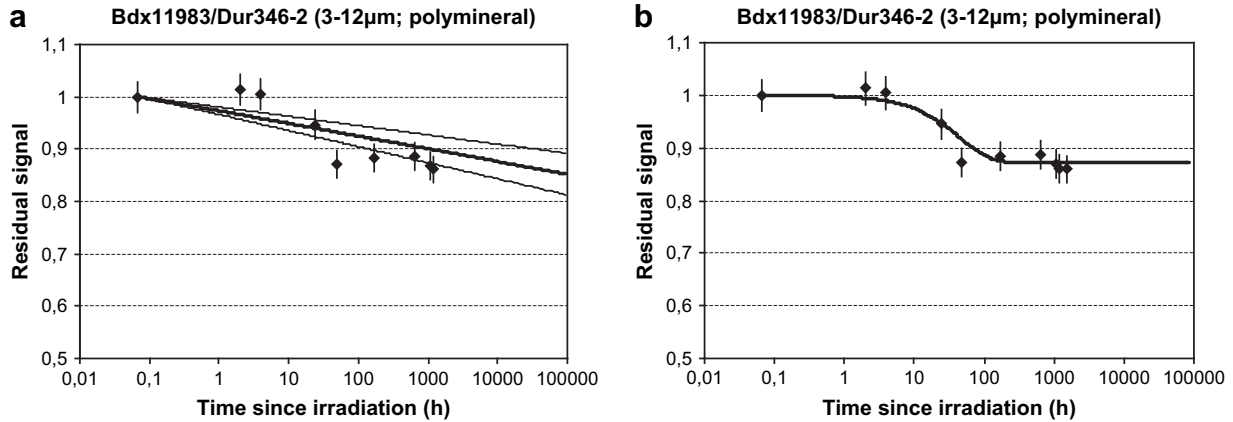 a
Bdx11983/Dur346-2 (3-12µm; polymineral)
1,1
1
0,9
0,8
0,7
0,6
0,5
Residual signal
0,01 0,1 1 10 100 1000 10000 100000
Time since irradiation (h)
b
Bdx11983/Dur346-2 (3-12µm; polymineral)
1,1
1
0,9
0,8
0,7
0,6
0,5
Residual signal
0,01 0,1 1 10 100 1000 10000 100000
Time since irradiation (h)